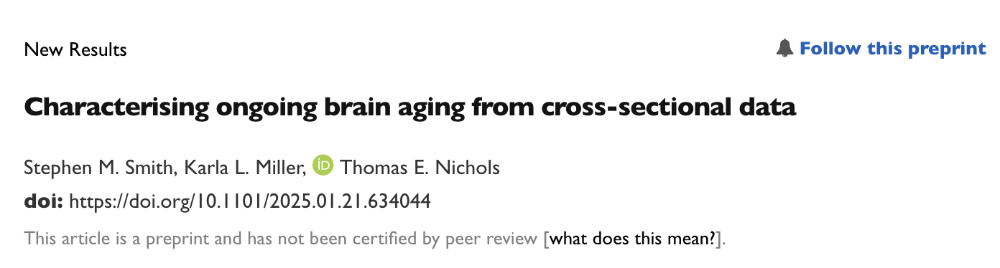 New Results
Follow this preprint
Characterising ongoing brain aging from cross-sectional data
Stephen M. Smith, Karla L. Miller, iD Thomas E. Nichols
doi: https://doi.org/10.1101/2025.01.21.634044
This article is a preprint and has not been certified by peer review [what does this mean?].